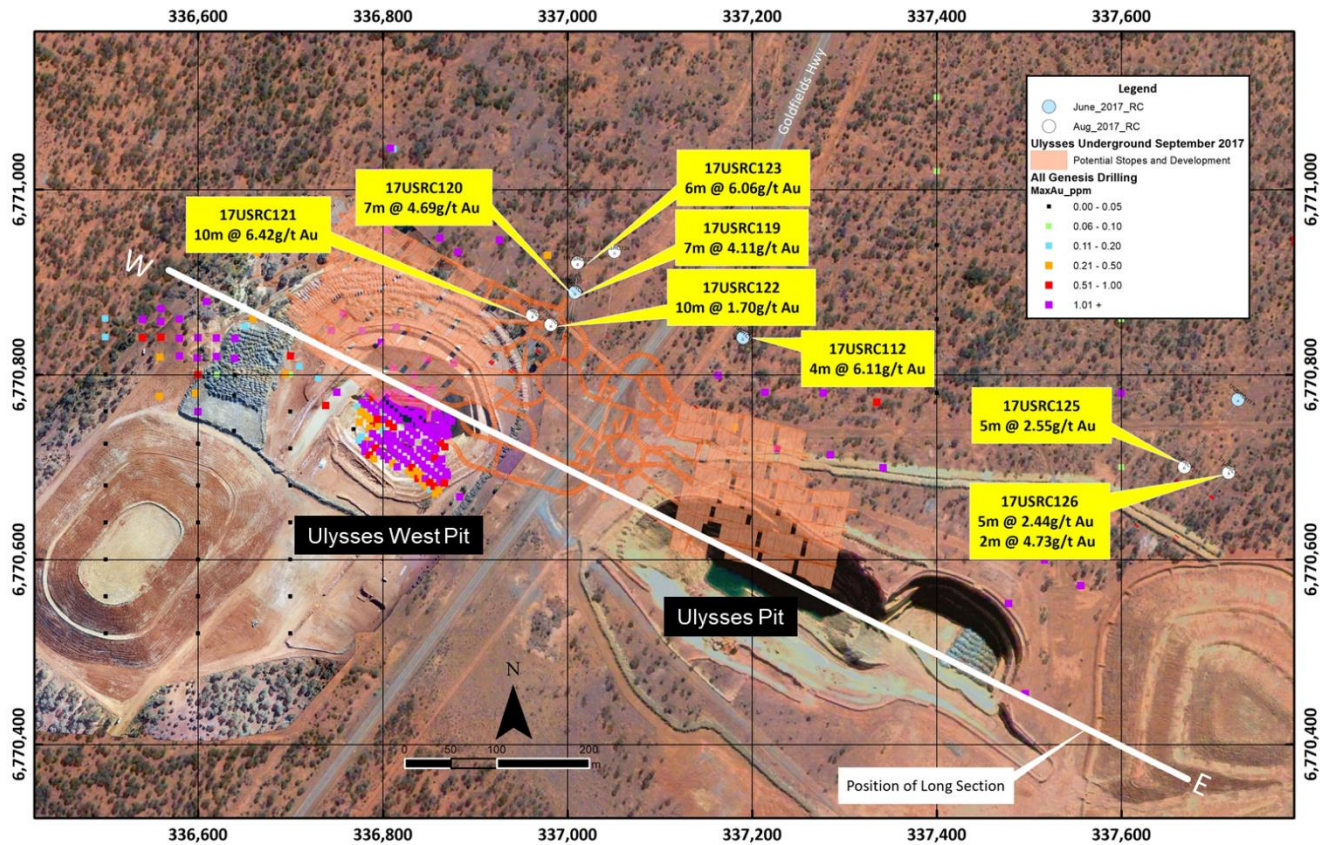 336,600 336,800 337,000 337,200 337,400 337,600
Goldfields Hwy
Legend
June_2017_RC
Aug_2017_RC
Ulysses Underground September 2017
Potential Stopes and Development
All Genesis Drilling
MaxAu_ppm
0.00 - 0.05
0.06 - 0.10
0.11 - 0.20
0.21 - 0.50
0.51 - 1.00
1.01 +
6,771,000
6,771,000
17USRC123
6m @ 6.06g/t Au
17USRC120
7m @ 4.69g/t Au
17USRC121
10m @ 6.42g/t Au
17USRC119
7m @ 4.11g/t Au
17USRC122
10m @ 1.70g/t Au
W
17USRC112
4m @ 6.11g/t Au
6,770,800
6,770,800
17USRC125
5m @ 2.55g/t Au
17USRC126
5m @ 2.44g/t Au
2m @ 4.73g/t Au
Ulysses West Pit
6,770,600
6,770,600
Ulysses Pit
N
6,770,400
6,770,400
0 50 100 200
m
Position of Long Section
E
336,600 336,800 337,000 337,200 337,400 337,600